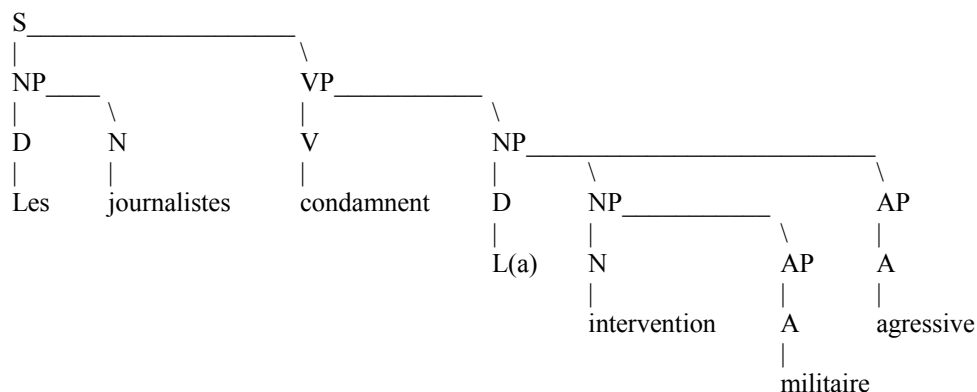 S
NP VP
D N V NP
Les journalistes condamnent D NP AP
L(a) N AP A
intervention A agressive
militaire